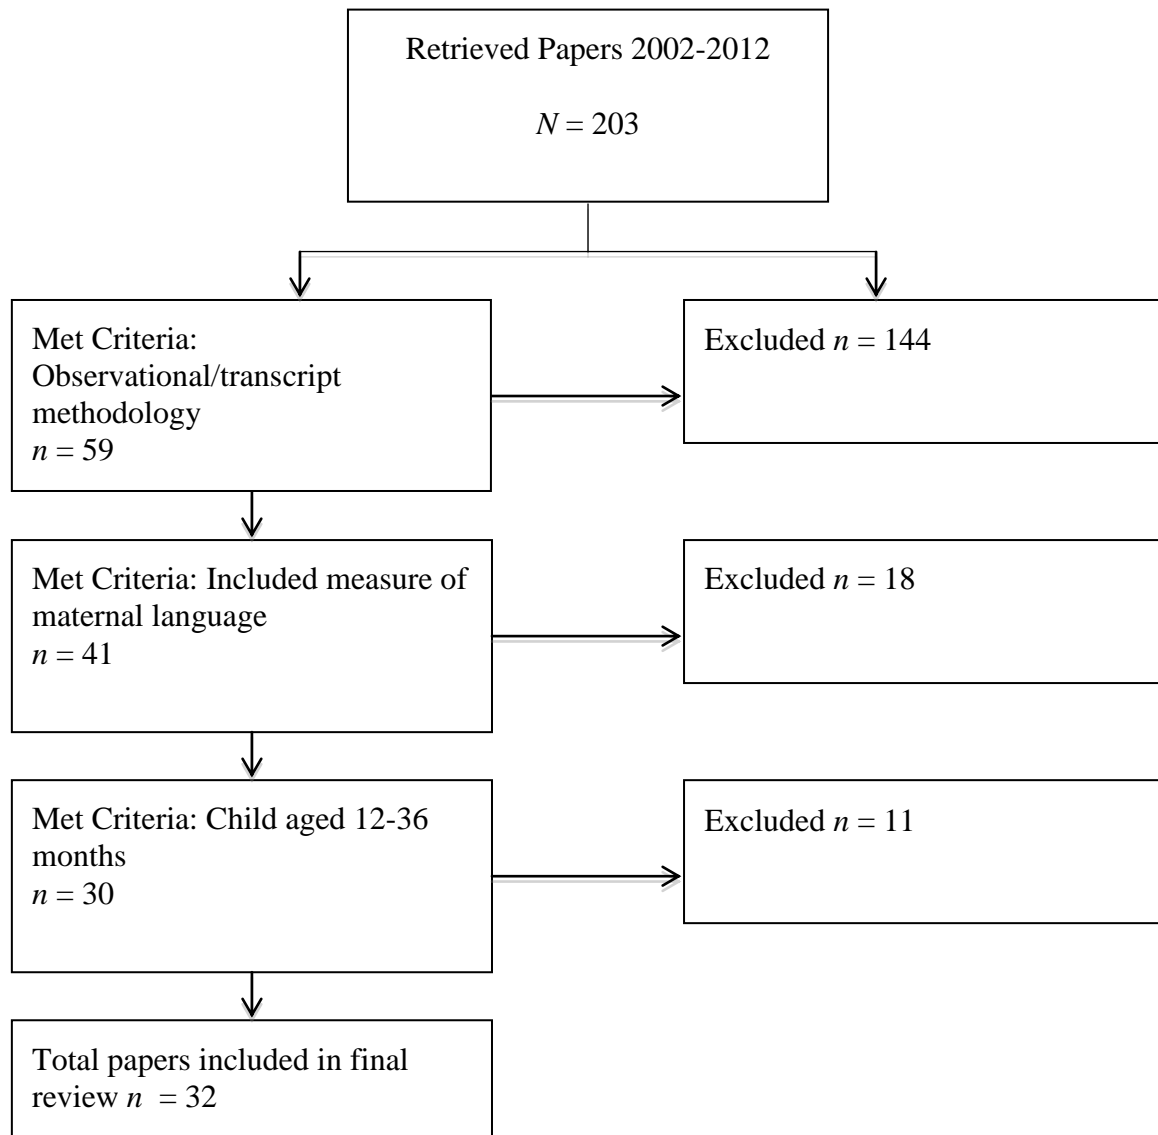 Retrieved Papers 2002-2012
N = 203
Met Criteria:
Observational/transcript
methodology
n = 59
Excluded n = 144
Met Criteria: Included measure of
maternal language
n = 41
Excluded n = 18
Met Criteria: Child aged 12-36
months
n = 30
Excluded n = 11
Total papers included in final
review n = 32